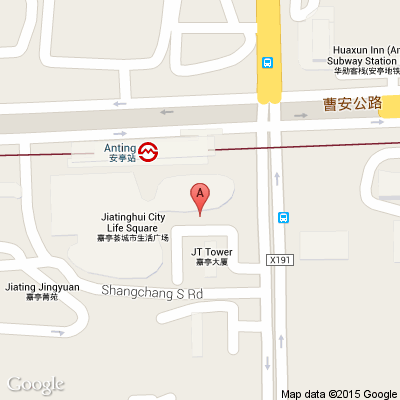 Huaxun Inn (An
Subway Station
华勋客栈(安亭地铁
曹安公路
Anting
安亭站
A
Jiatinghui City
Life Square
嘉亭荟城市生活广场
JT Tower
嘉亭大厦
X191
Jiating Jingyuan
嘉亭菁苑
Shangchang S Rd
Google
Map data ©2015 Google